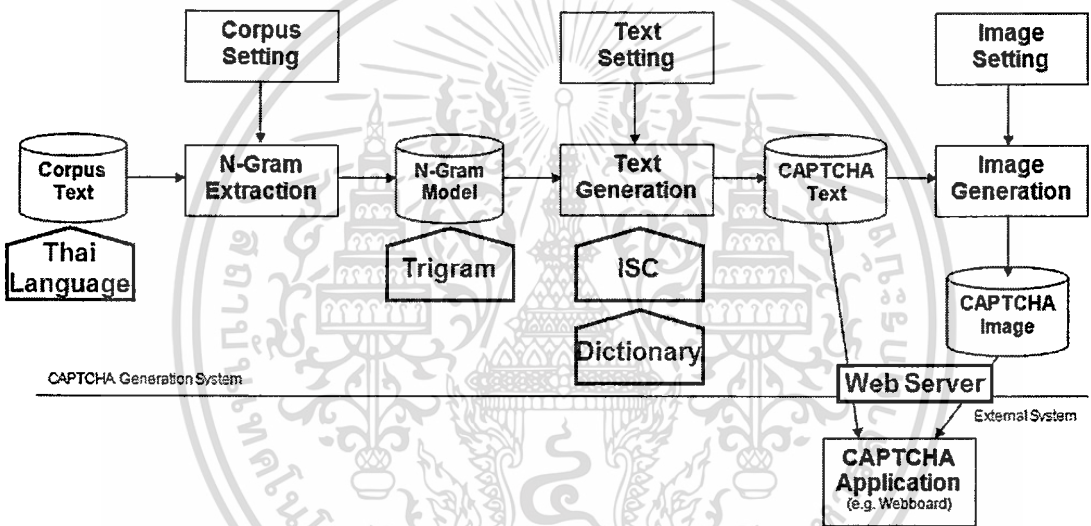 Corpus
Setting
Text
Setting
Image
Setting
Corpus
Text
N-Gram
Extraction
N-Gram
Model
Text
Generation
CAPTCHA
Text
Image
Generation
Thai
Language
Trigram
ISC
Dictionary
CAPTCHA
Image
CAPTCHA Generation System
Web Server
External System
CAPTCHA
Application
(e.g. Webboard)